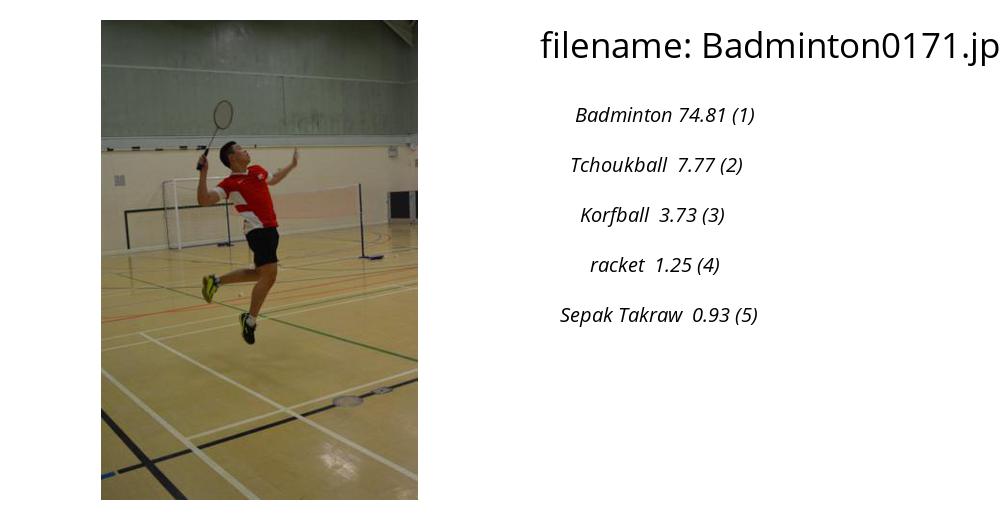 filename: Badminton0171.jp
Badminton 74.81 (1)
Tchoukball 7.77 (2)
Korfball 3.73 (3)
racket 1.25 (4)
Sepak Takraw 0.93 (5)